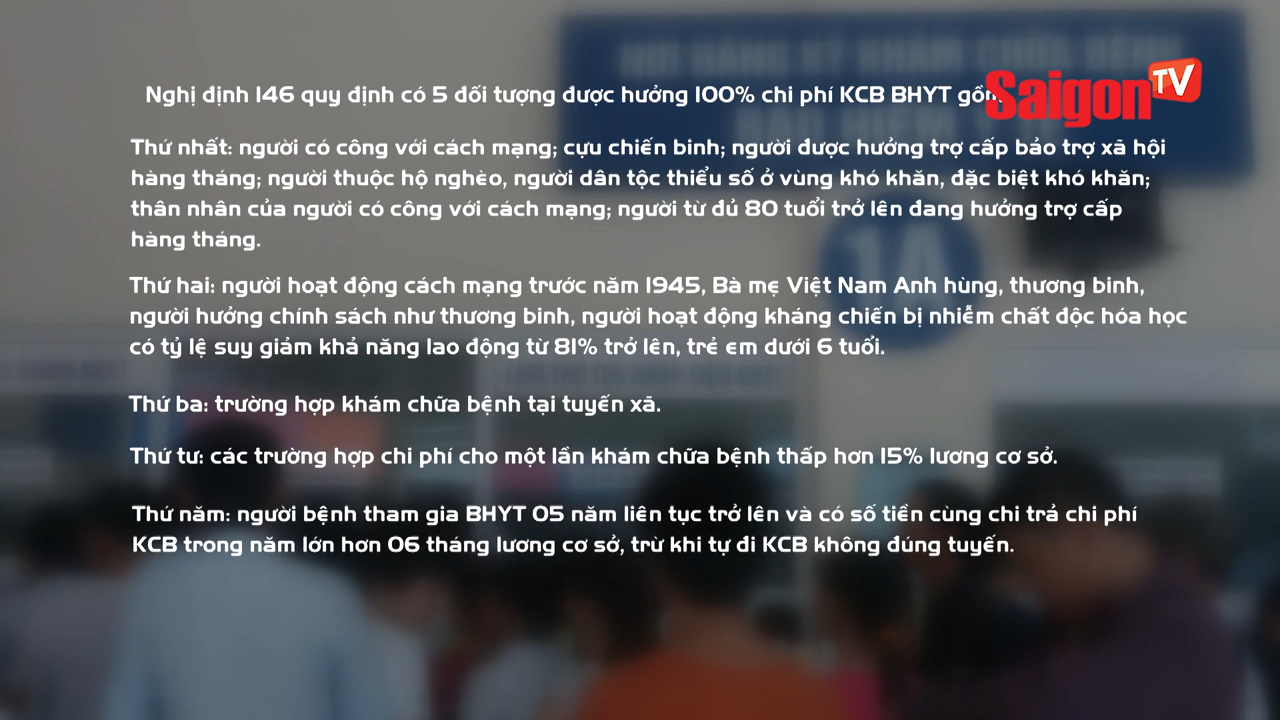 Nghị định 146 quy định có 5 đối tượng được hưởng 100% chi phí KCB BHYT gồm
Saigon TV
Thứ nhất: người có công với cách mạng; cựu chiến binh; người được hưởng trợ cấp bảo trợ xã hội
hàng tháng; người thuộc hộ nghèo, người dân tộc thiểu số ở vùng khó khăn, đặc biệt khó khăn;
thân nhân của người có công với cách mạng; người từ đủ 80 tuổi trở lên đang hưởng trợ cấp
hàng tháng.
Thứ hai: người hoạt động cách mạng trước năm 1945, Bà mẹ Việt Nam Anh hùng, thương binh,
người hưởng chính sách như thương binh, người hoạt động kháng chiến bị nhiễm chất độc hóa học
có tỷ lệ suy giảm khả năng lao động từ 81% trở lên, trẻ em dưới 6 tuổi.
Thứ ba: trường hợp khám chữa bệnh tại tuyến xã.
Thứ tư: các trường hợp chi phí cho một lần khám chữa bệnh thấp hơn 15% lương cơ sở.
Thứ năm: người bệnh tham gia BHYT 05 năm liên tục trở lên và có số tiền cùng chi trả chi phí
KCB trong năm lớn hơn 06 tháng lương cơ sở, trừ khi tự đi KCB không đúng tuyến.
1A